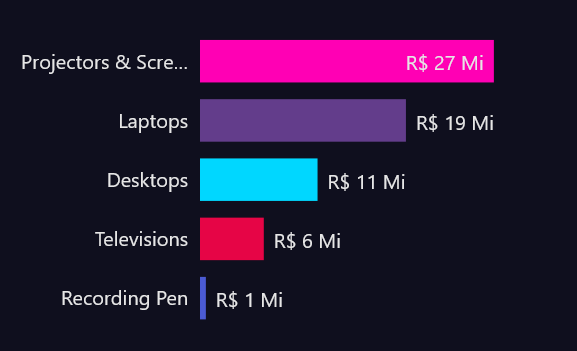 Projectors & Scre... R$ 27 Mi
Laptops R$ 19 Mi
Desktops R$ 11 Mi
Televisions R$ 6 Mi
Recording Pen R$ 1 Mi